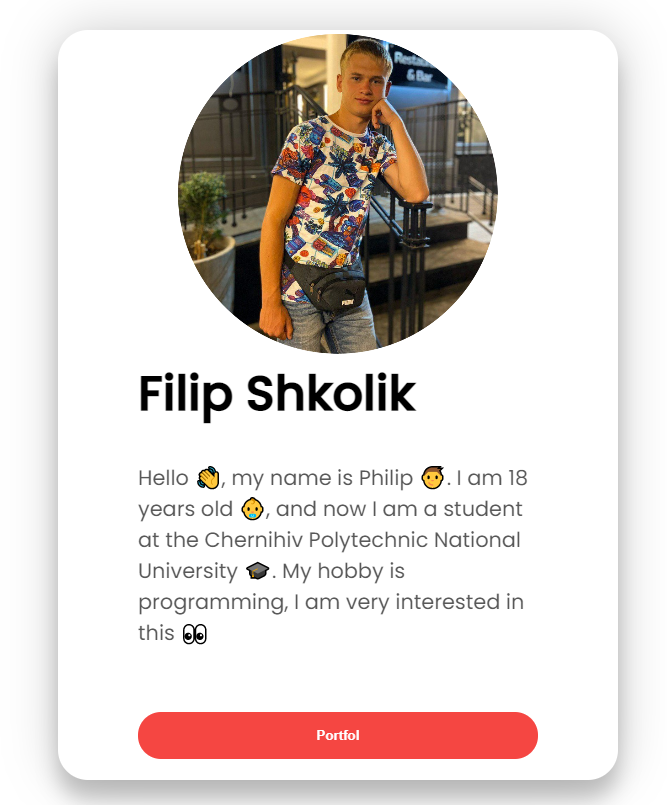 & Bar
Filip Shkolik
Hello 👏, my name is Philip 👨. I am 18
years old 👶, and now I am a student
at the Chernihiv Polytechnic National
University 🎓. My hobby is
programming, I am very interested in
this 👀
Portfol